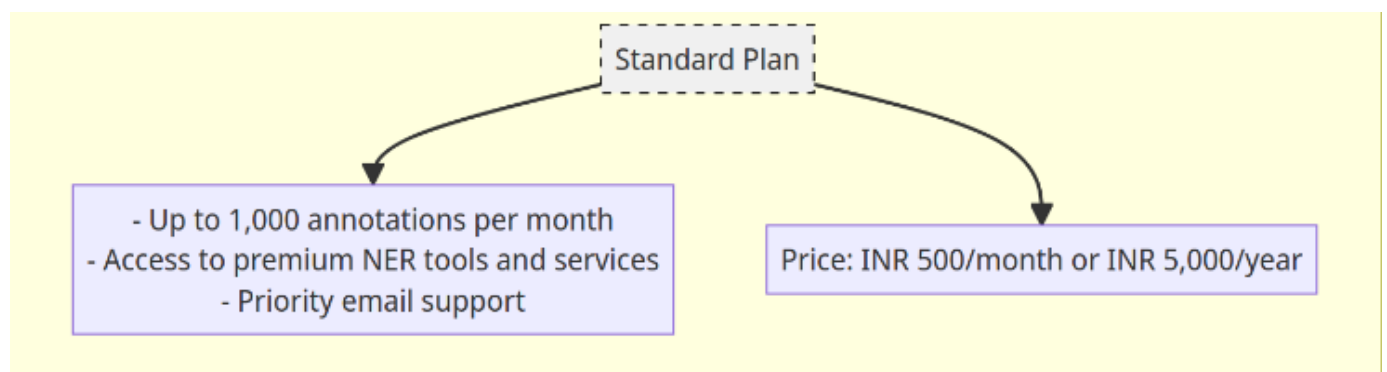 Standard Plan
- Up to 1,000 annotations per month
- Access to premium NER tools and services
- Priority email support
Price: INR 500/month or INR 5,000/year